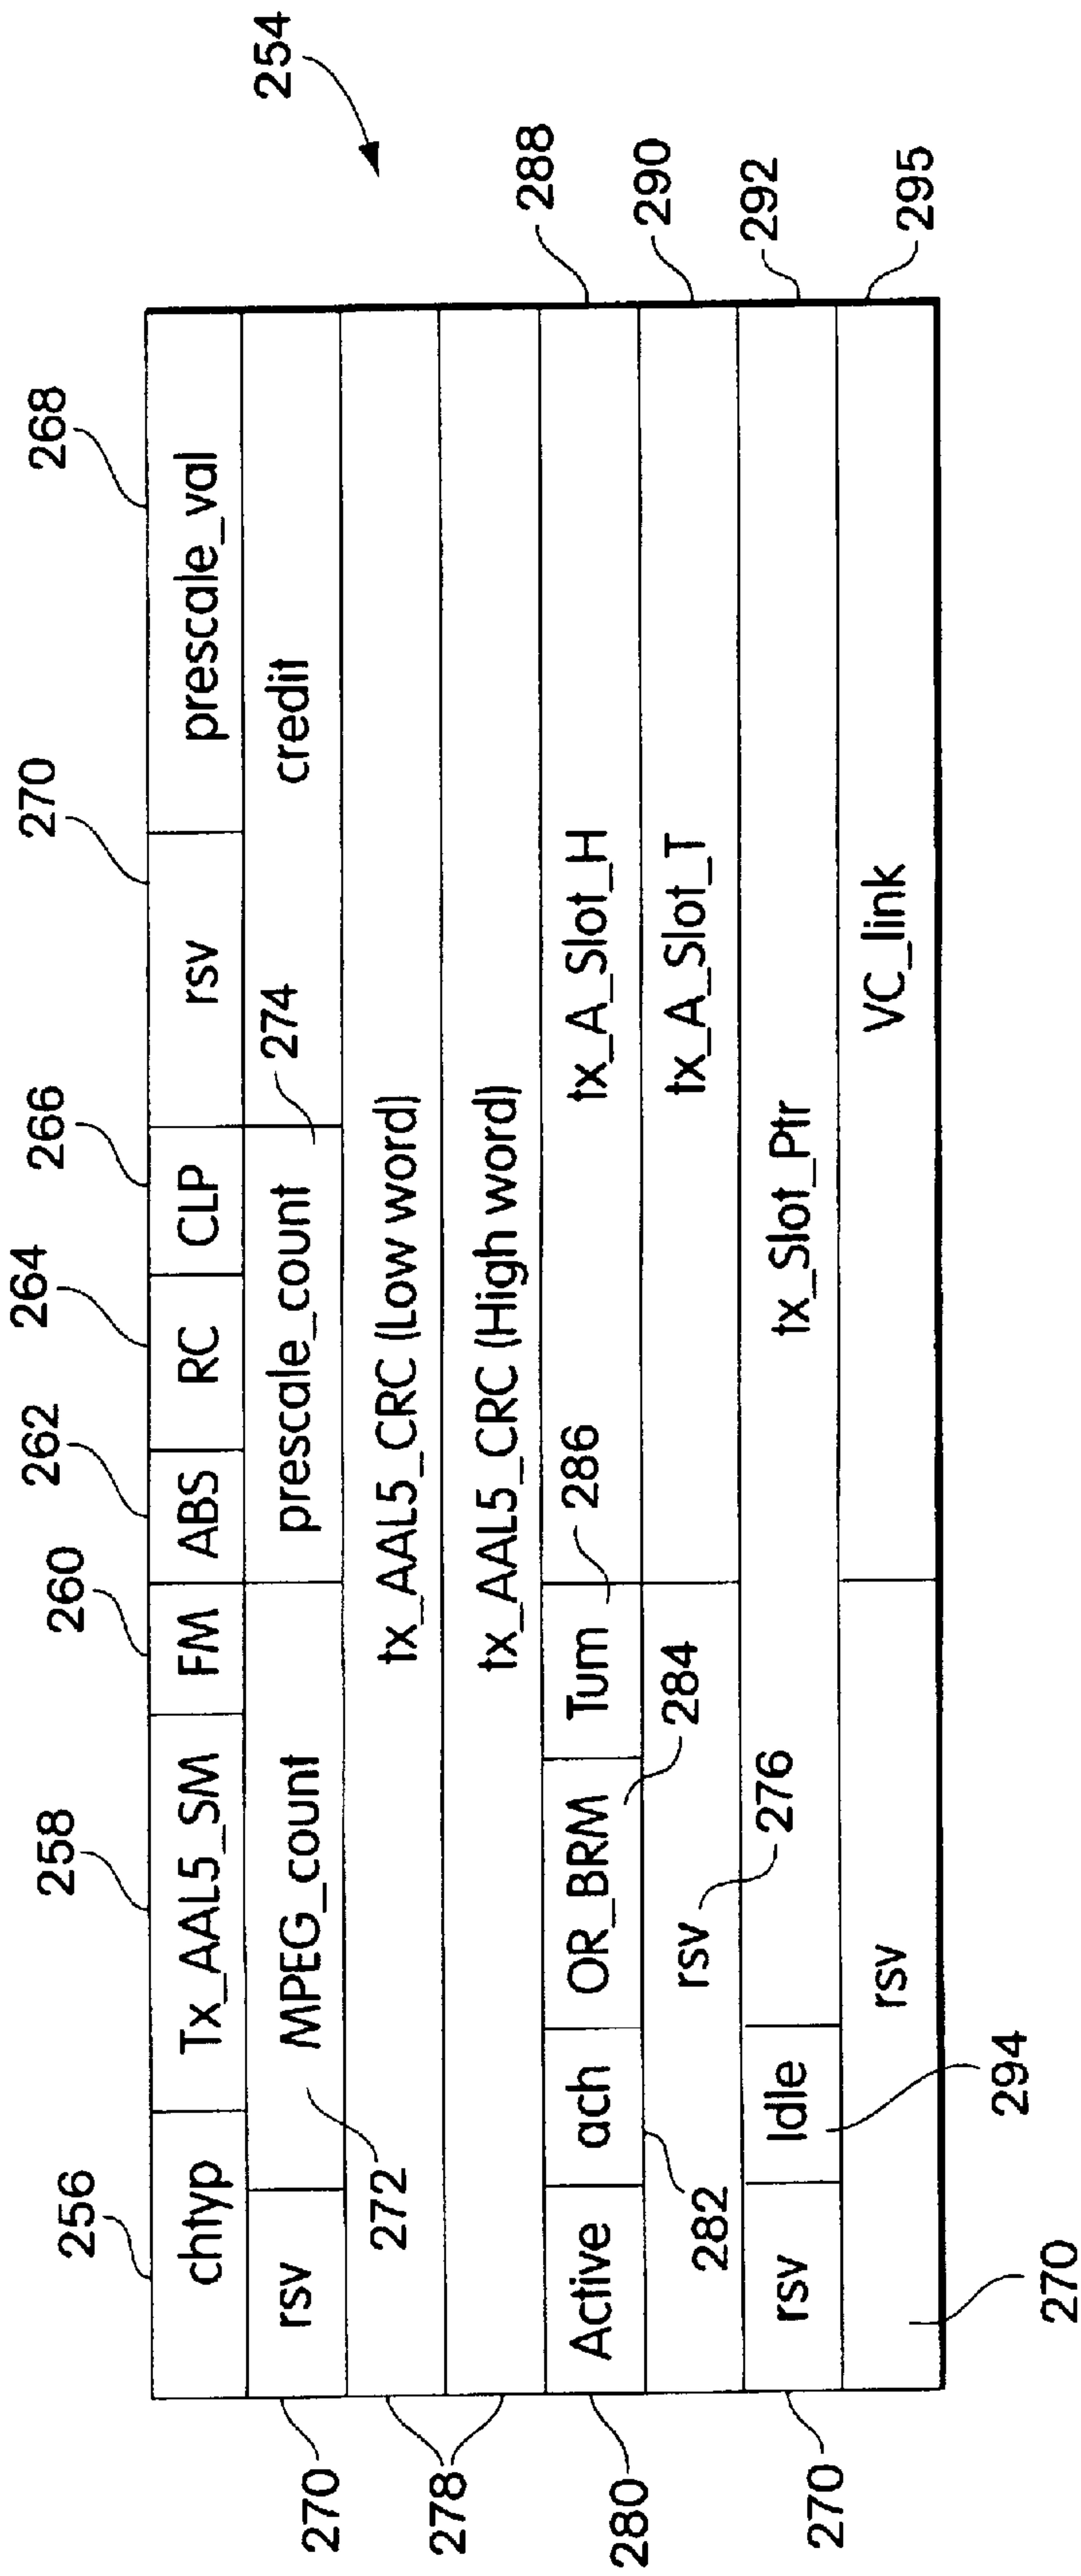 254
256 258 260 262 264 266 270 268
chtyp Tx_AAL5_SM FM ABS RC CLP rsv prescale_val
270 rsv MPEG_count prescale_count credit
272 274
278 tx_AAL5_CRC (Low word)
tx_AAL5_CRC (High word)
280 Active ach OR_BRM Tum tx_A_Slot_H 288
282 284 286
rsv tx_A_Slot_T 290
276
270 rsv Idle tx_Slot_Ptr 292
294
rsv VC_link 295
270